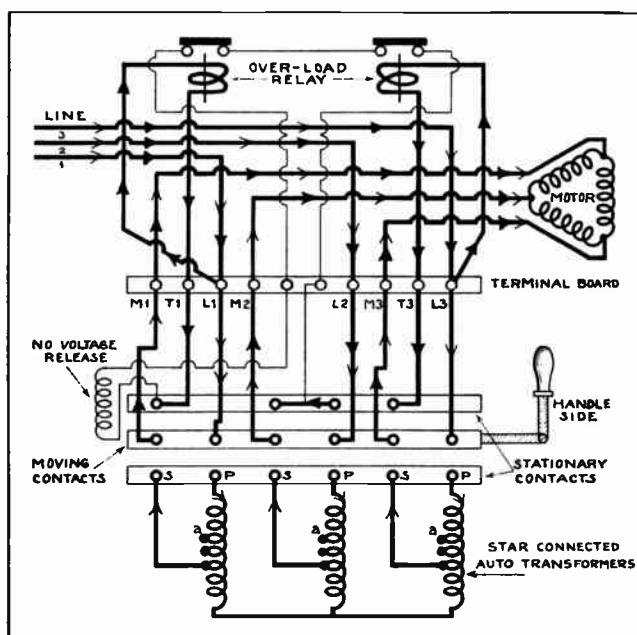 OVER-LOAD
RELAY
LINE
3
2
1
MOTOR
TERMINAL BOARD
M1 T1 L1 M2 L2 M3 T3 L3
NO VOLTAGE
RELEASE
HANDLE
SIDE
MOVING
CONTACTS
STATIONARY
CONTACTS
S P S P S P
a a a
STAR CONNECTED
AUTO TRANSFORMERS